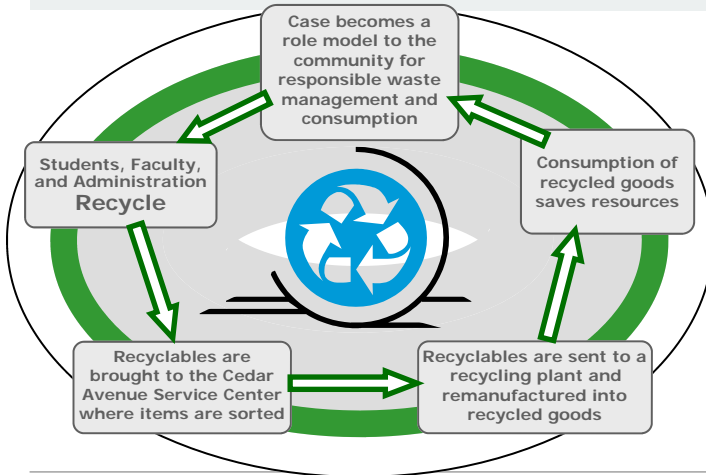 Case becomes a
role model to the
community for
responsible waste
management and
consumption
Students, Faculty,
and Administration
Recycle
Recyclables are
brought to the Cedar
Avenue Service Center
where items are sorted
Recyclables are sent to a
recycling plant and
remanufactured into
recycled goods
Consumption of
recycled goods
saves resources